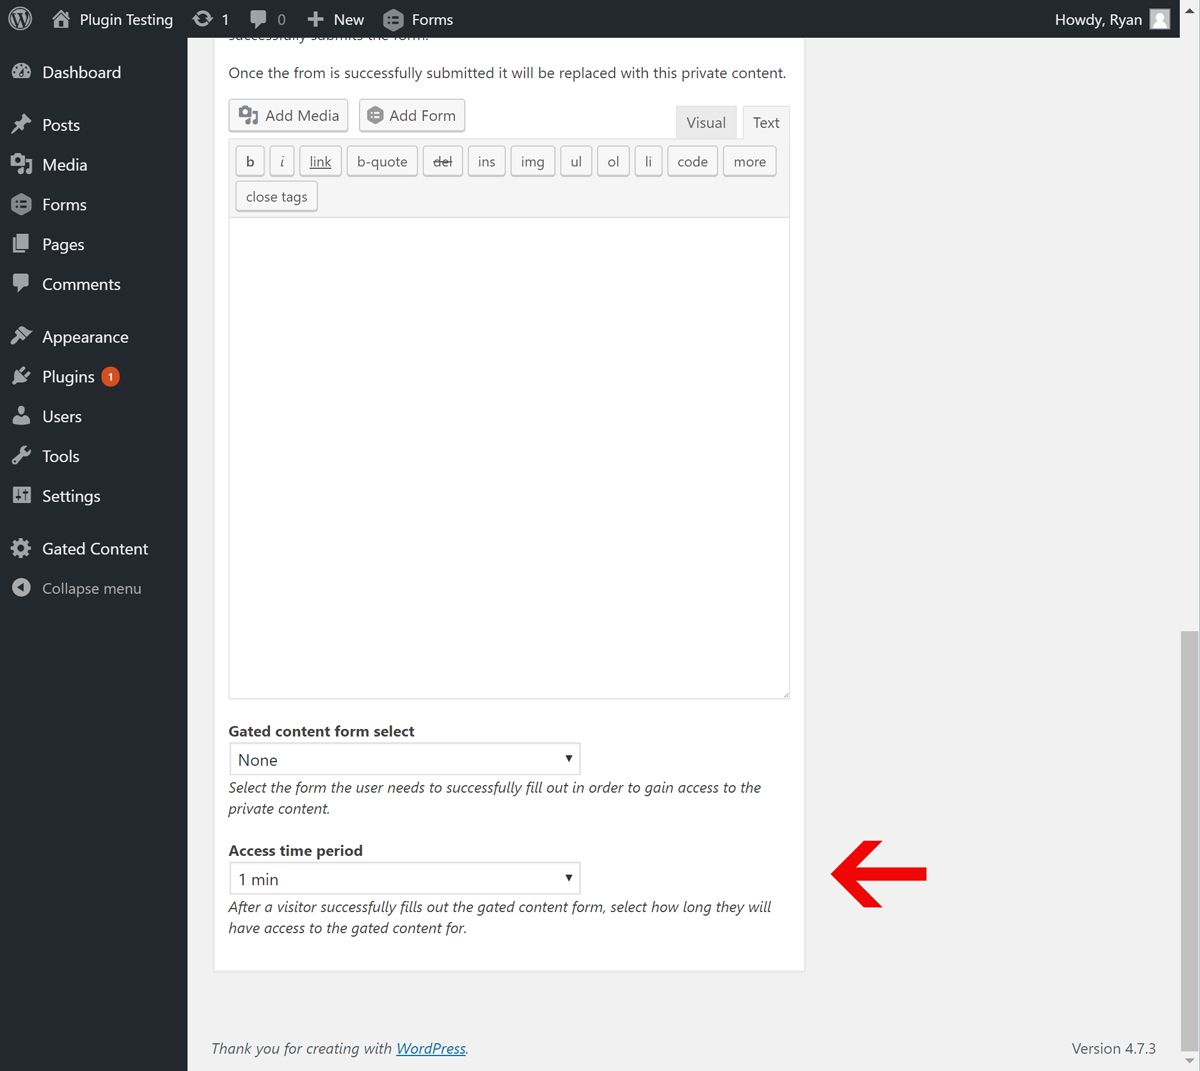 Plugin Testing 1 0 New Forms Howdy, Ryan
Dashboard
Posts
Media
Forms
Pages
Comments
Appearance
Plugins 1
Users
Tools
Settings
Gated Content
Collapse menu
successfully submits the form.
Once the from is successfully submitted it will be replaced with this private content.
Add Media Add Form
Visual Text
b i link b-quote del ins img ul ol li code more
close tags
Gated content form select
None
Select the form the user needs to successfully fill out in order to gain access to the
private content.
Access time period
1 min
After a visitor successfully fills out the gated content form, select how long they will
have access to the gated content for.
Thank you for creating with WordPress. Version 4.7.3